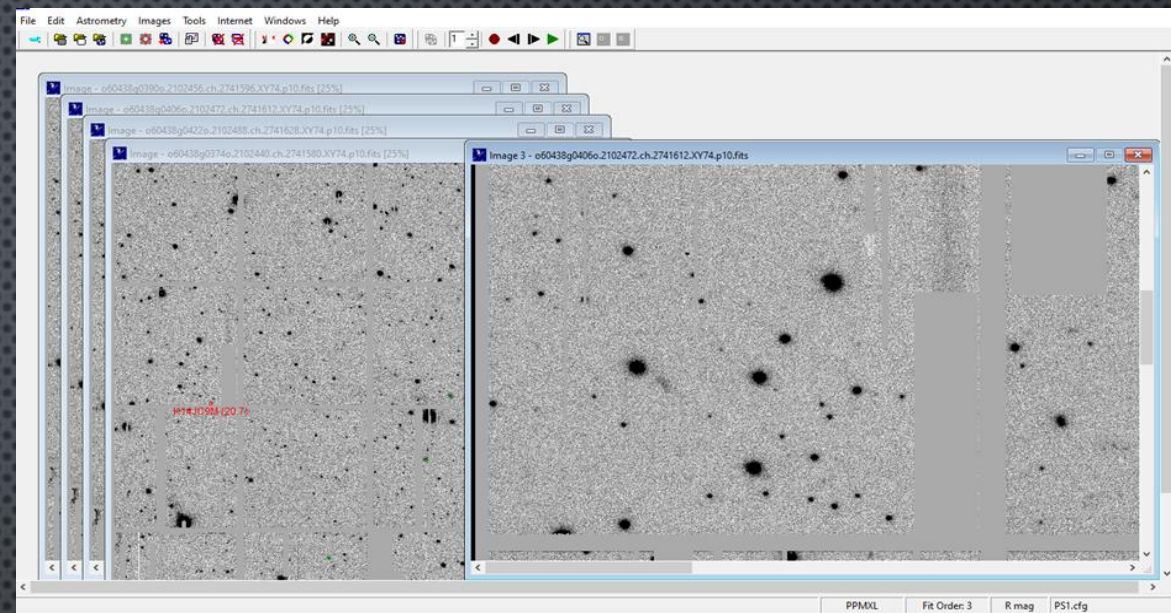 File Edit Astrometry Images Tools Internet Windows Help
1
Image - o60438g0390o.2102456.ch.2741596.XY74.p10.fits [25%]
Image - o60438g0406o.2102472.ch.2741612.XY74.p10.fits [25%]
Image - o60438g0422o.2102488.ch.2741628.XY74.p10.fits [25%]
Image - o60438g0374o.2102440.ch.2741580.XY74.p10.fits [25%]
Image 3 - o60438g0406o.2102472.ch.2741612.XY74.p10.fits
PPMXL Fit Order: 3 R mag PS1.cfg